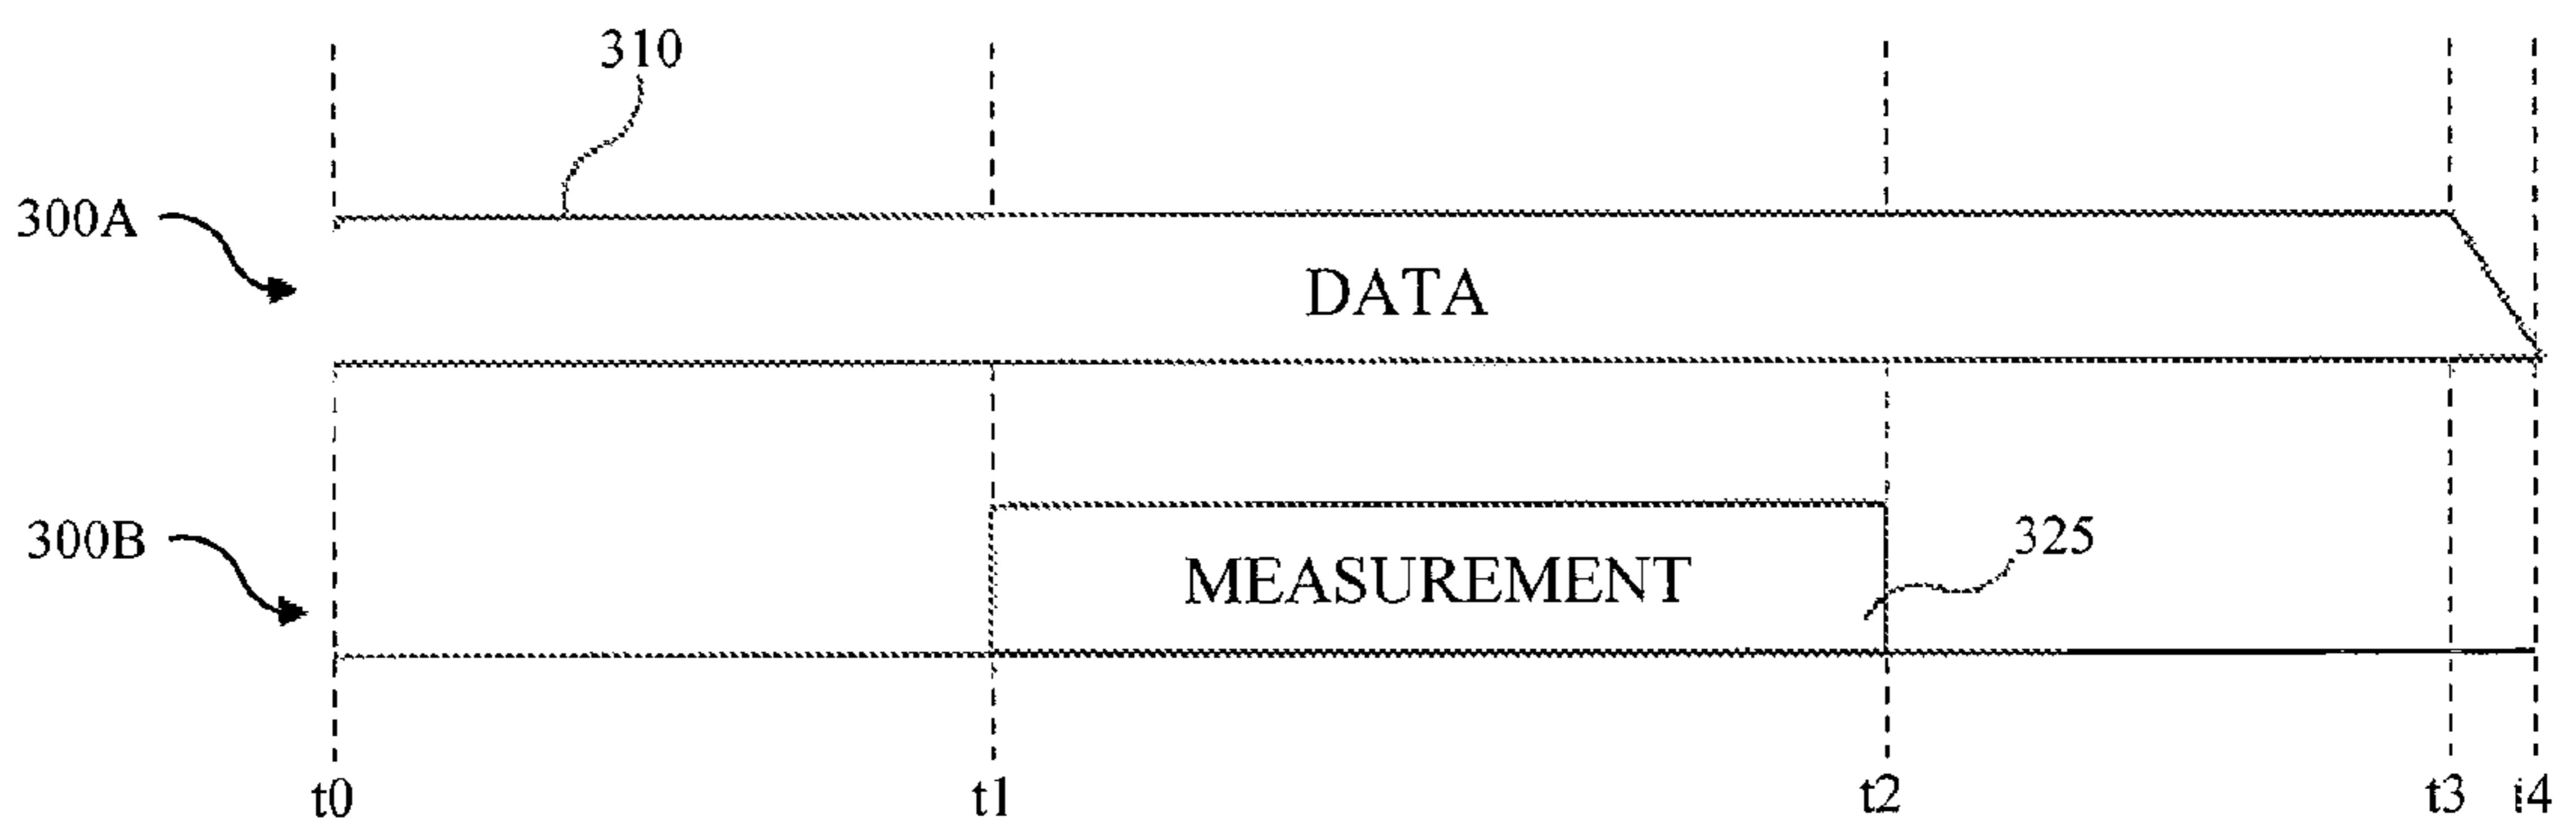 310
300A
DATA
300B
MEASUREMENT
325
t0 t1 t2 t3 t4